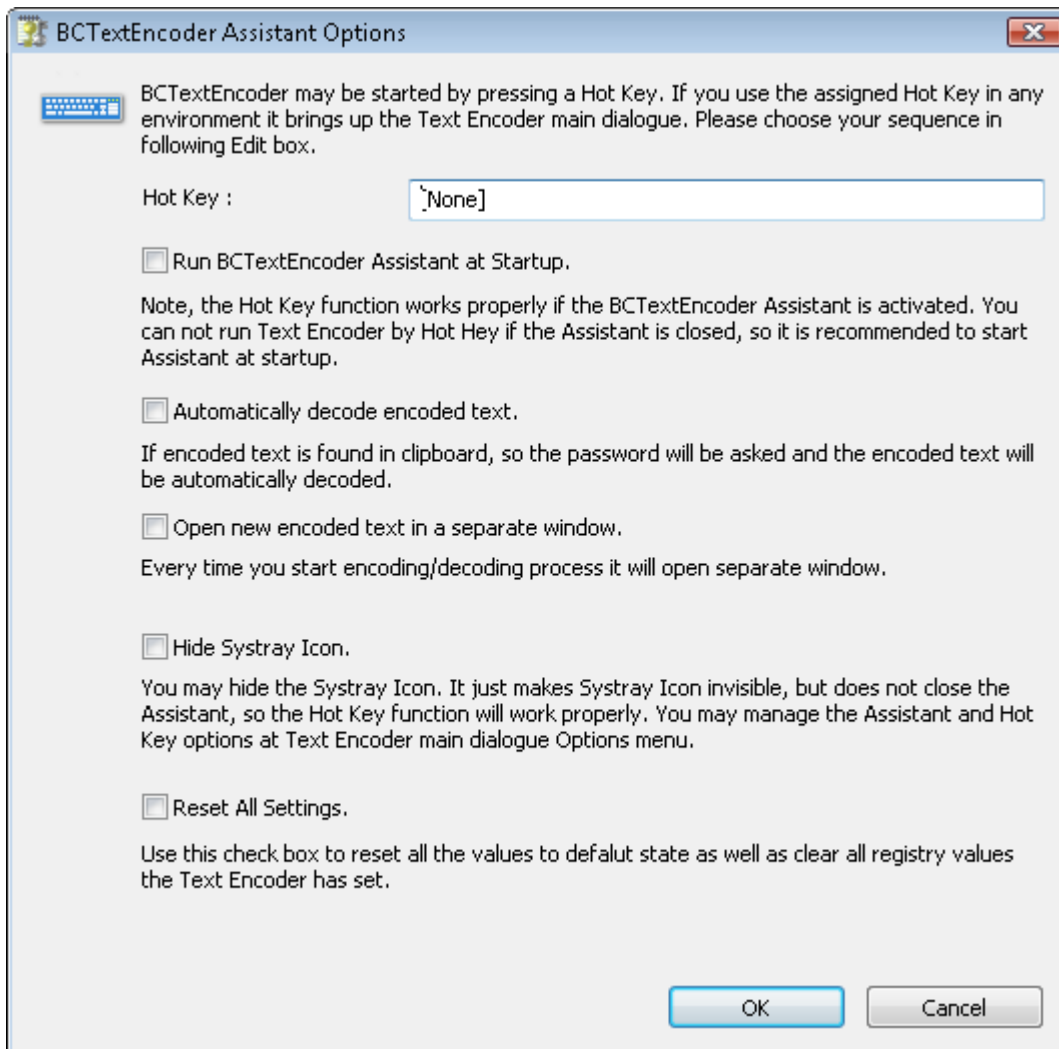 BCTextEncoder Assistant Options
BCTextEncoder may be started by pressing a Hot Key. If you use the assigned Hot Key in any
environment it brings up the Text Encoder main dialogue. Please choose your sequence in
following Edit box.
Hot Key :
[None]
Run BCTextEncoder Assistant at Startup.
Note, the Hot Key function works properly if the BCTextEncoder Assistant is activated. You
can not run Text Encoder by Hot Hey if the Assistant is closed, so it is recommended to start
Assistant at startup.
Automatically decode encoded text.
If encoded text is found in clipboard, so the password will be asked and the encoded text will
be automatically decoded.
Open new encoded text in a separate window.
Every time you start encoding/decoding process it will open separate window.
Hide Systray Icon.
You may hide the Systray Icon. It just makes Systray Icon invisible, but does not close the
Assistant, so the Hot Key function will work properly. You may manage the Assistant and Hot
Key options at Text Encoder main dialogue Options menu.
Reset All Settings.
Use this check box to reset all the values to defalut state as well as clear all registry values
the Text Encoder has set.
OK
Cancel